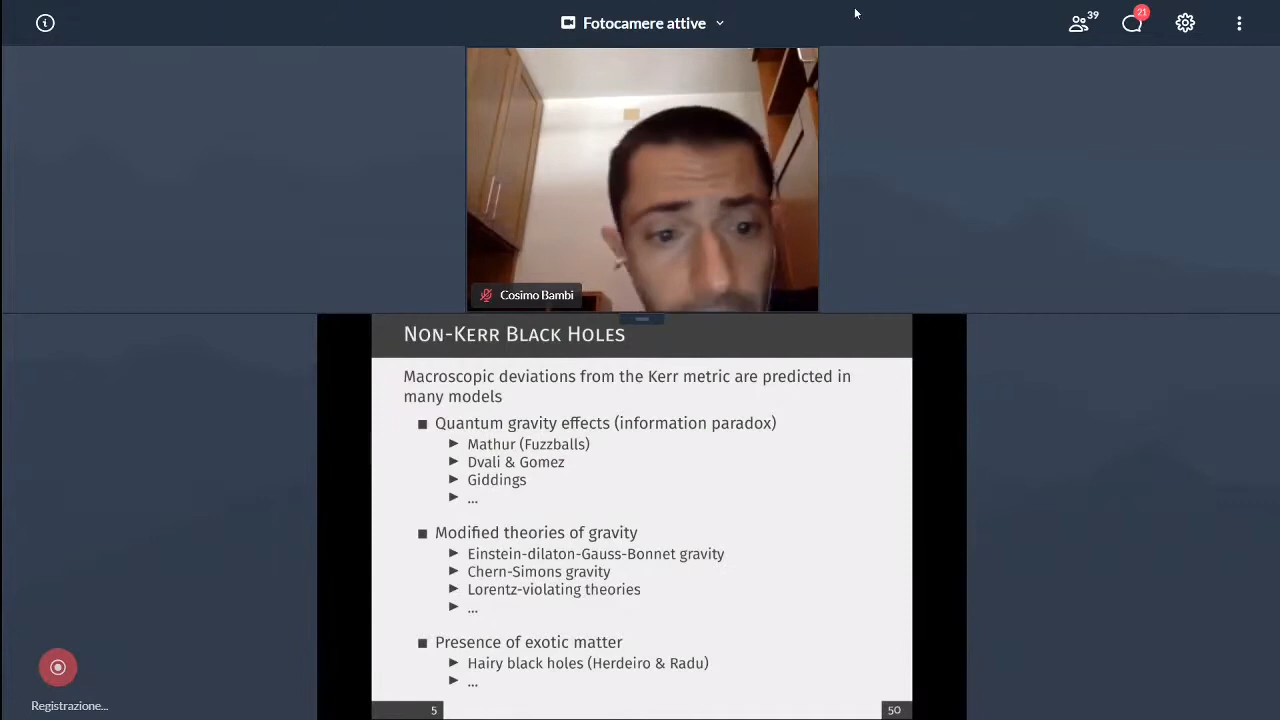 Fotocamere attive
39
21
Cosimo Bambi
Non-Kerr Black Holes
Macroscopic deviations from the Kerr metric are predicted in
many models
Quantum gravity effects (information paradox)
Mathur (Fuzzballs)
Dvali & Gomez
Giddings
...
Modified theories of gravity
Einstein-dilaton-Gauss-Bonnet gravity
Chern-Simons gravity
Lorentz-violating theories
...
Presence of exotic matter
Hairy black holes (Herdeiro & Radu)
...
5
50
Registrazione...